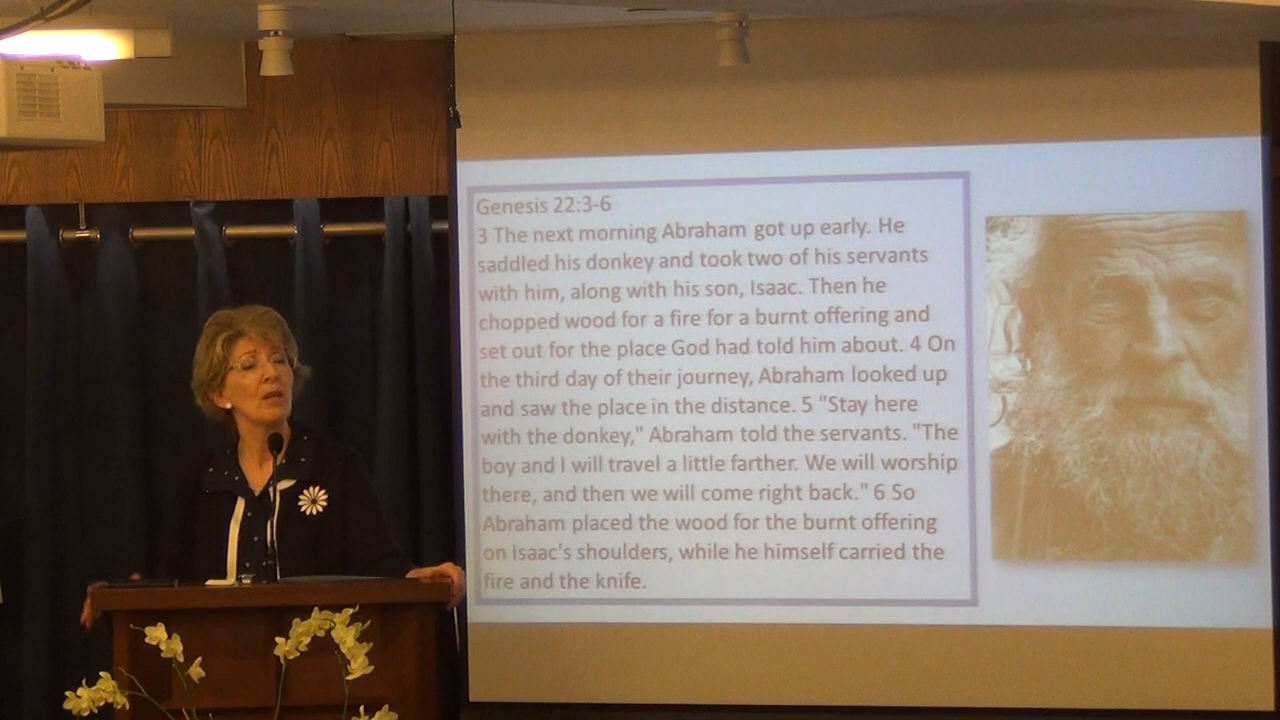 Genesis 22:3-6
3 The next morning Abraham got up early. He
saddled his donkey and took two of his servants
with him, along with his son, Isaac. Then he
chopped wood for a fire for a burnt offering and
set out for the place God had told him about. 4 On
the third day of their journey, Abraham looked up
and saw the place in the distance. 5 "Stay here
with the donkey," Abraham told the servants. "The
boy and I will travel a little farther. We will worship
there, and then we will come right back." 6 So
Abraham placed the wood for the burnt offering
on Isaac's shoulders, while he himself carried the
fire and the knife.